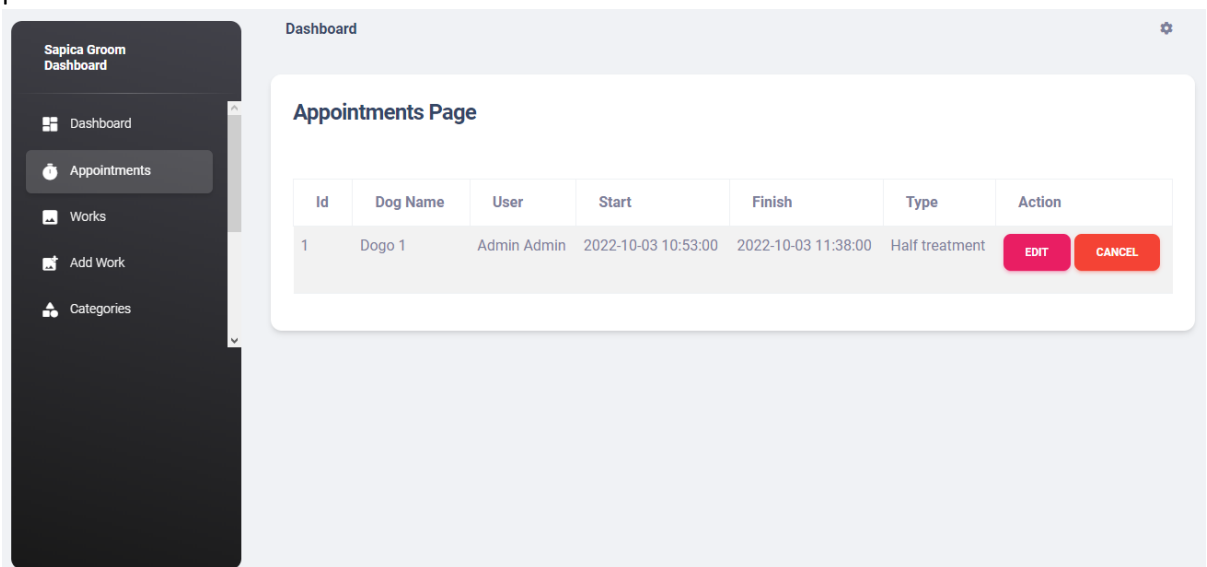 Sapica Groom
Dashboard
Dashboard
Appointments
Works
Add Work
Categories
Dashboard
Appointments Page
Id Dog Name User Start Finish Type Action
1 Dogo 1 Admin Admin 2022-10-03 10:53:00 2022-10-03 11:38:00 Half treatment EDIT CANCEL